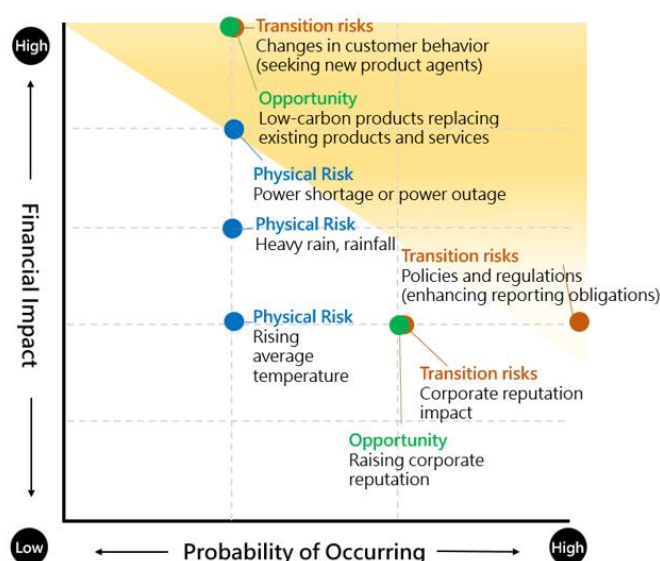 High
Transition risks
Changes in customer behavior
(seeking new product agents)
Opportunity
Low-carbon products replacing
existing products and services
Physical Risk
Power shortage or power outage
Physical Risk
Heavy rain, rainfall
Transition risks
Policies and regulations
(enhancing reporting obligations)
Physical Risk
Rising
average
temperature
Transition risks
Corporate reputation
impact
Opportunity
Raising corporate
reputation
Financial Impact
Low
Probability of Occurring
High